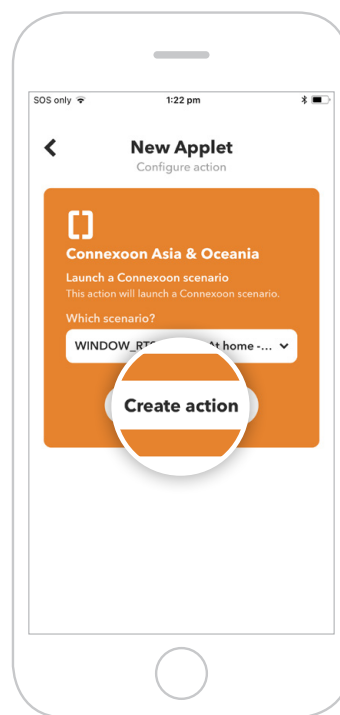 SOS only 1:22 pm
New Applet
Configure action
Connexoon Asia & Oceania
Launch a Connexoon scenario
This action will launch a Connexoon scenario.
Which scenario?
WINDOW_RTS At home -...
Create action